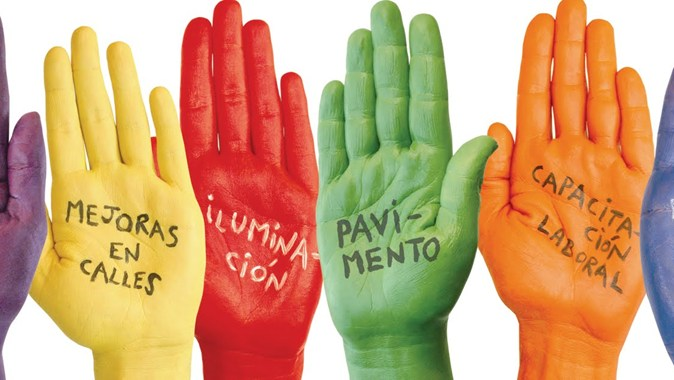 MEJORAS
EN
CALLES
iLUMINA-
CIÓN
PAVI-
MENTO
CAPACITA-
CIÓN
LABORAL